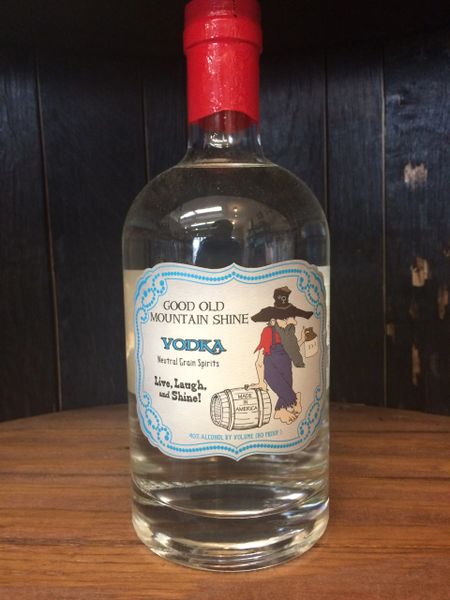 GOOD OLD
MOUNTAIN SHINE
VODKA
Neutral Grain Spirits
Live, Laugh,
and Shine!
MADE
IN
AMERICA
40% ALCOHOL BY VOLUME (80 PROOF)